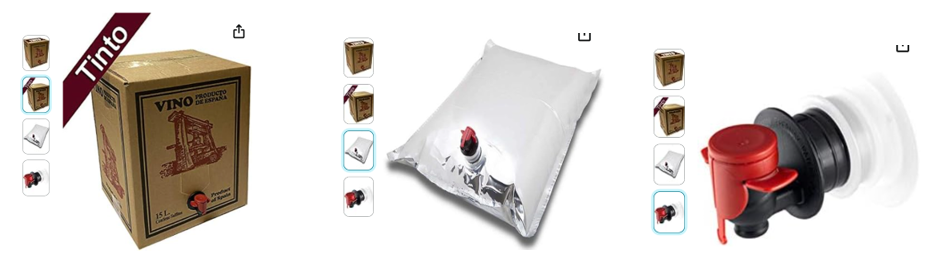 Tinto
VINO PRODUCTO
DE ESPAÑA
Product
of Spain
15 L